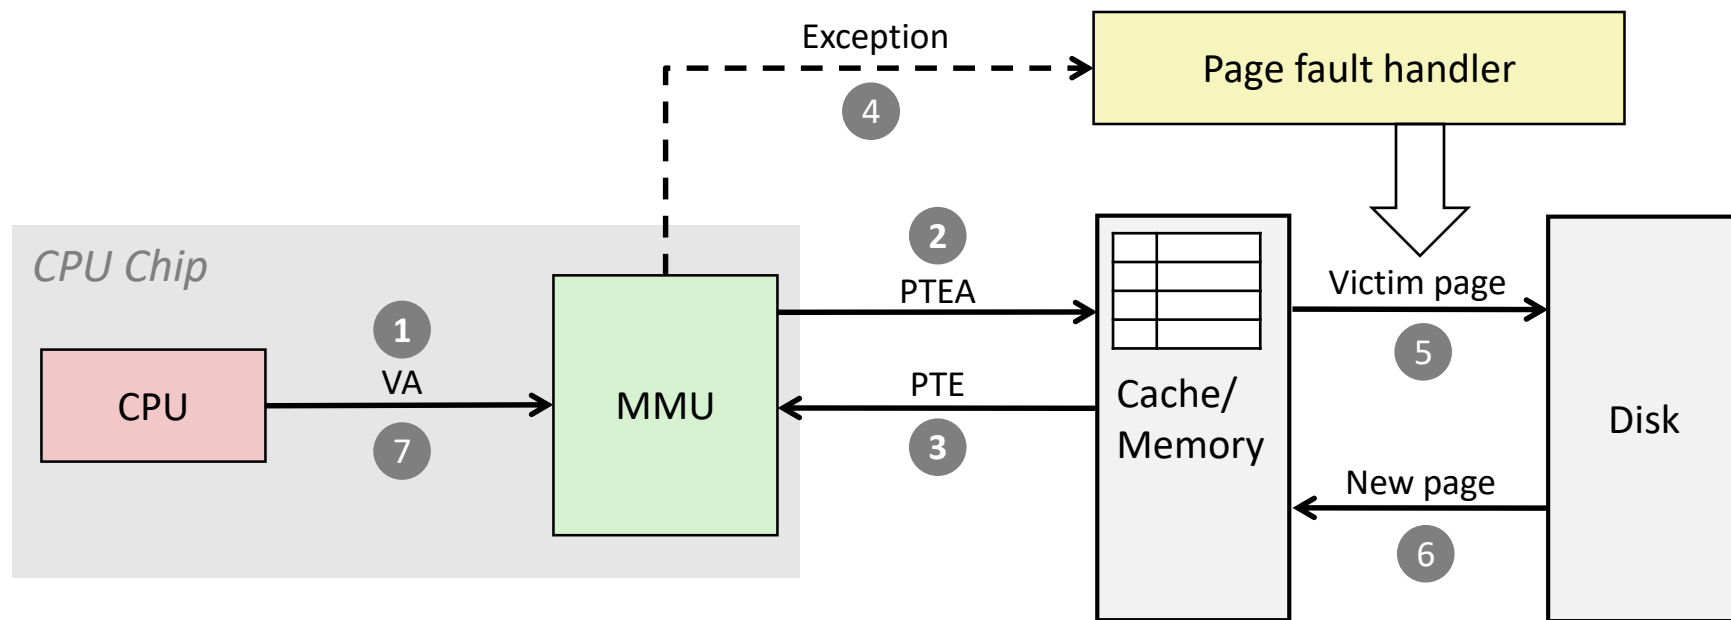 Exception
Page fault handler
4
CPU Chip
2
PTEA
Victim page
1
5
VA
CPU
MMU
PTE
Cache/
Memory
Disk
7
3
New page
6